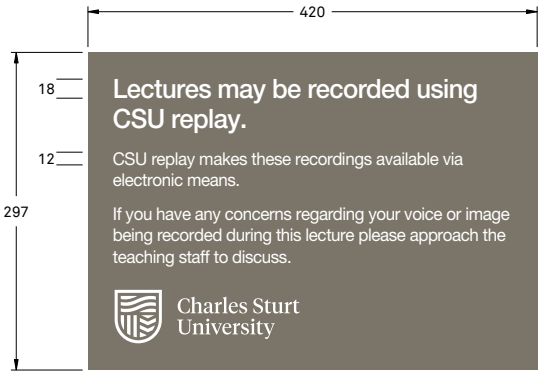 420
18
Lectures may be recorded using
CSU replay.
12
CSU replay makes these recordings available via
electronic means.
297
If you have any concerns regarding your voice or image
being recorded during this lecture please approach the
teaching staff to discuss.
Charles Sturt
University